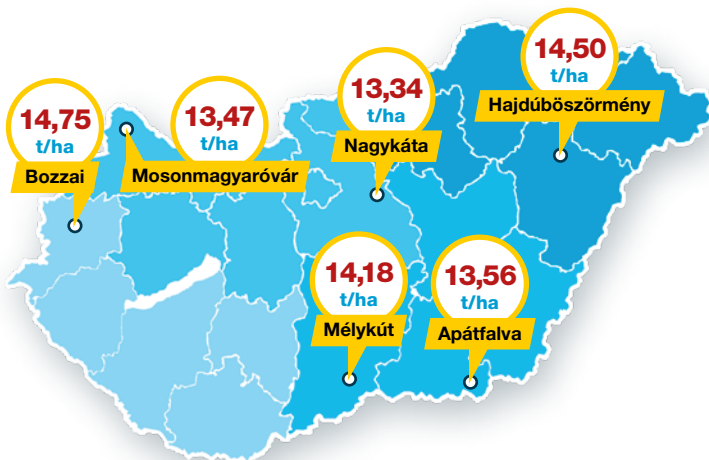 14,75
t/ha
Bozzai
13,47
t/ha
Mosonmagyaróvár
13,34
t/ha
Nagykáta
14,50
t/ha
Hajdúböszörmény
14,18
t/ha
Mélykút
13,56
t/ha
Apátfalva